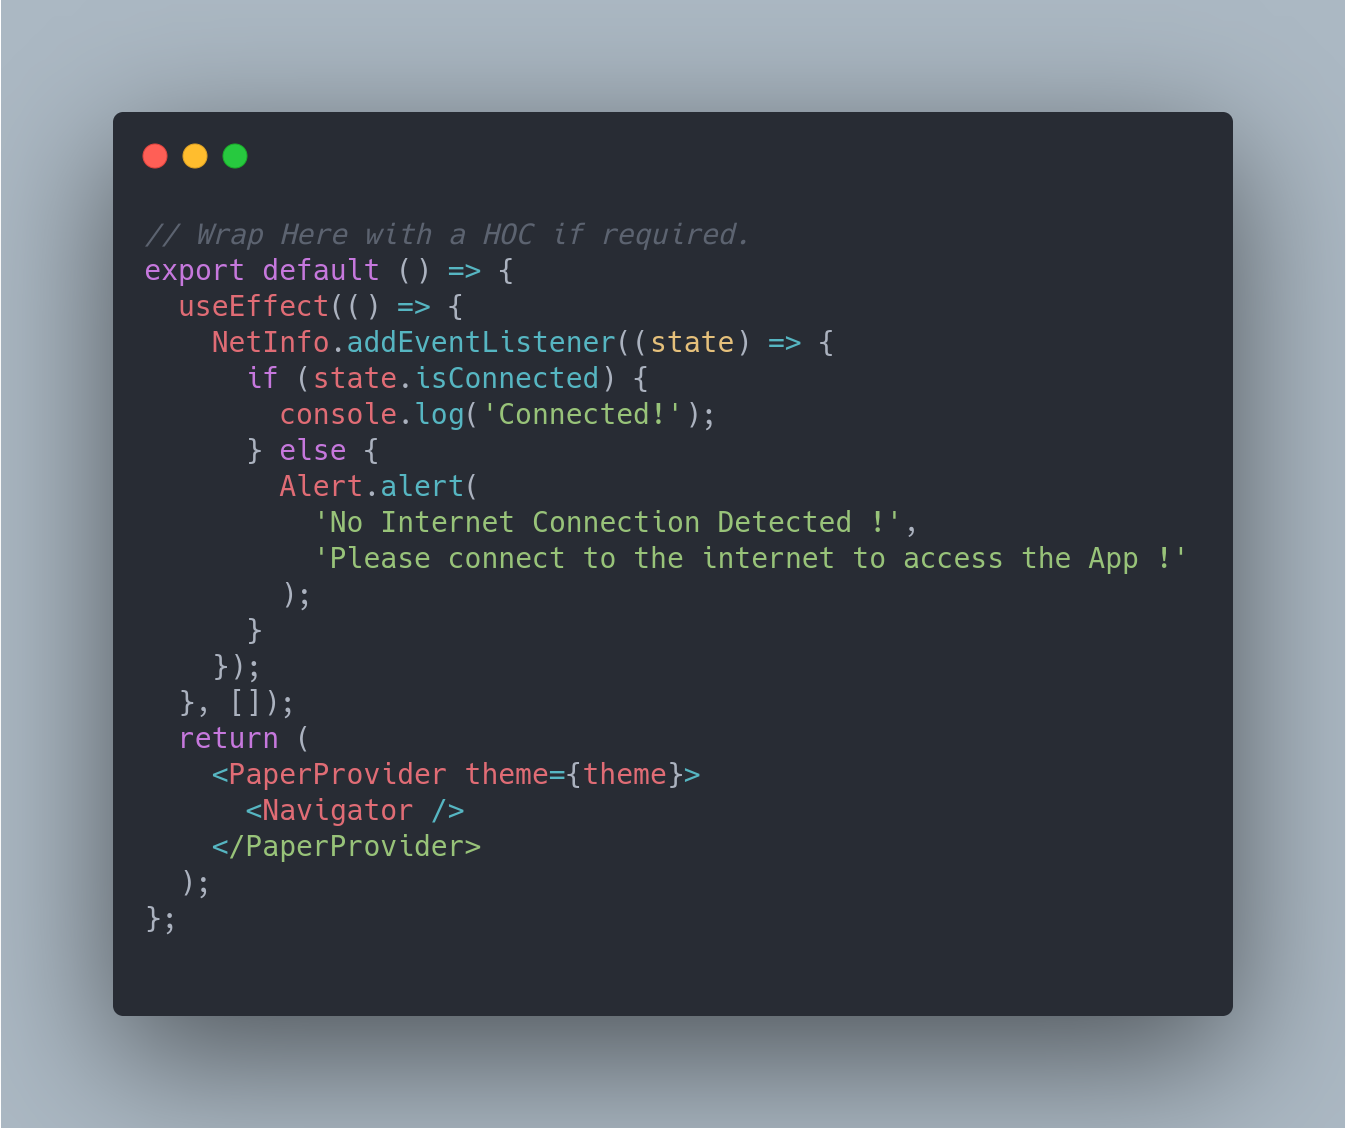 // Wrap Here with a HOC if required.
export default () => {
  useEffect(() => {
    NetInfo.addEventListener((state) => {
      if (state.isConnected) {
        console.log('Connected!');
      } else {
        Alert.alert(
          'No Internet Connection Detected !',
          'Please connect to the internet to access the App !'
        );
      }
    });
  }, []);
  return (
    <PaperProvider theme={theme}>
      <Navigator />
    </PaperProvider>
  );
};